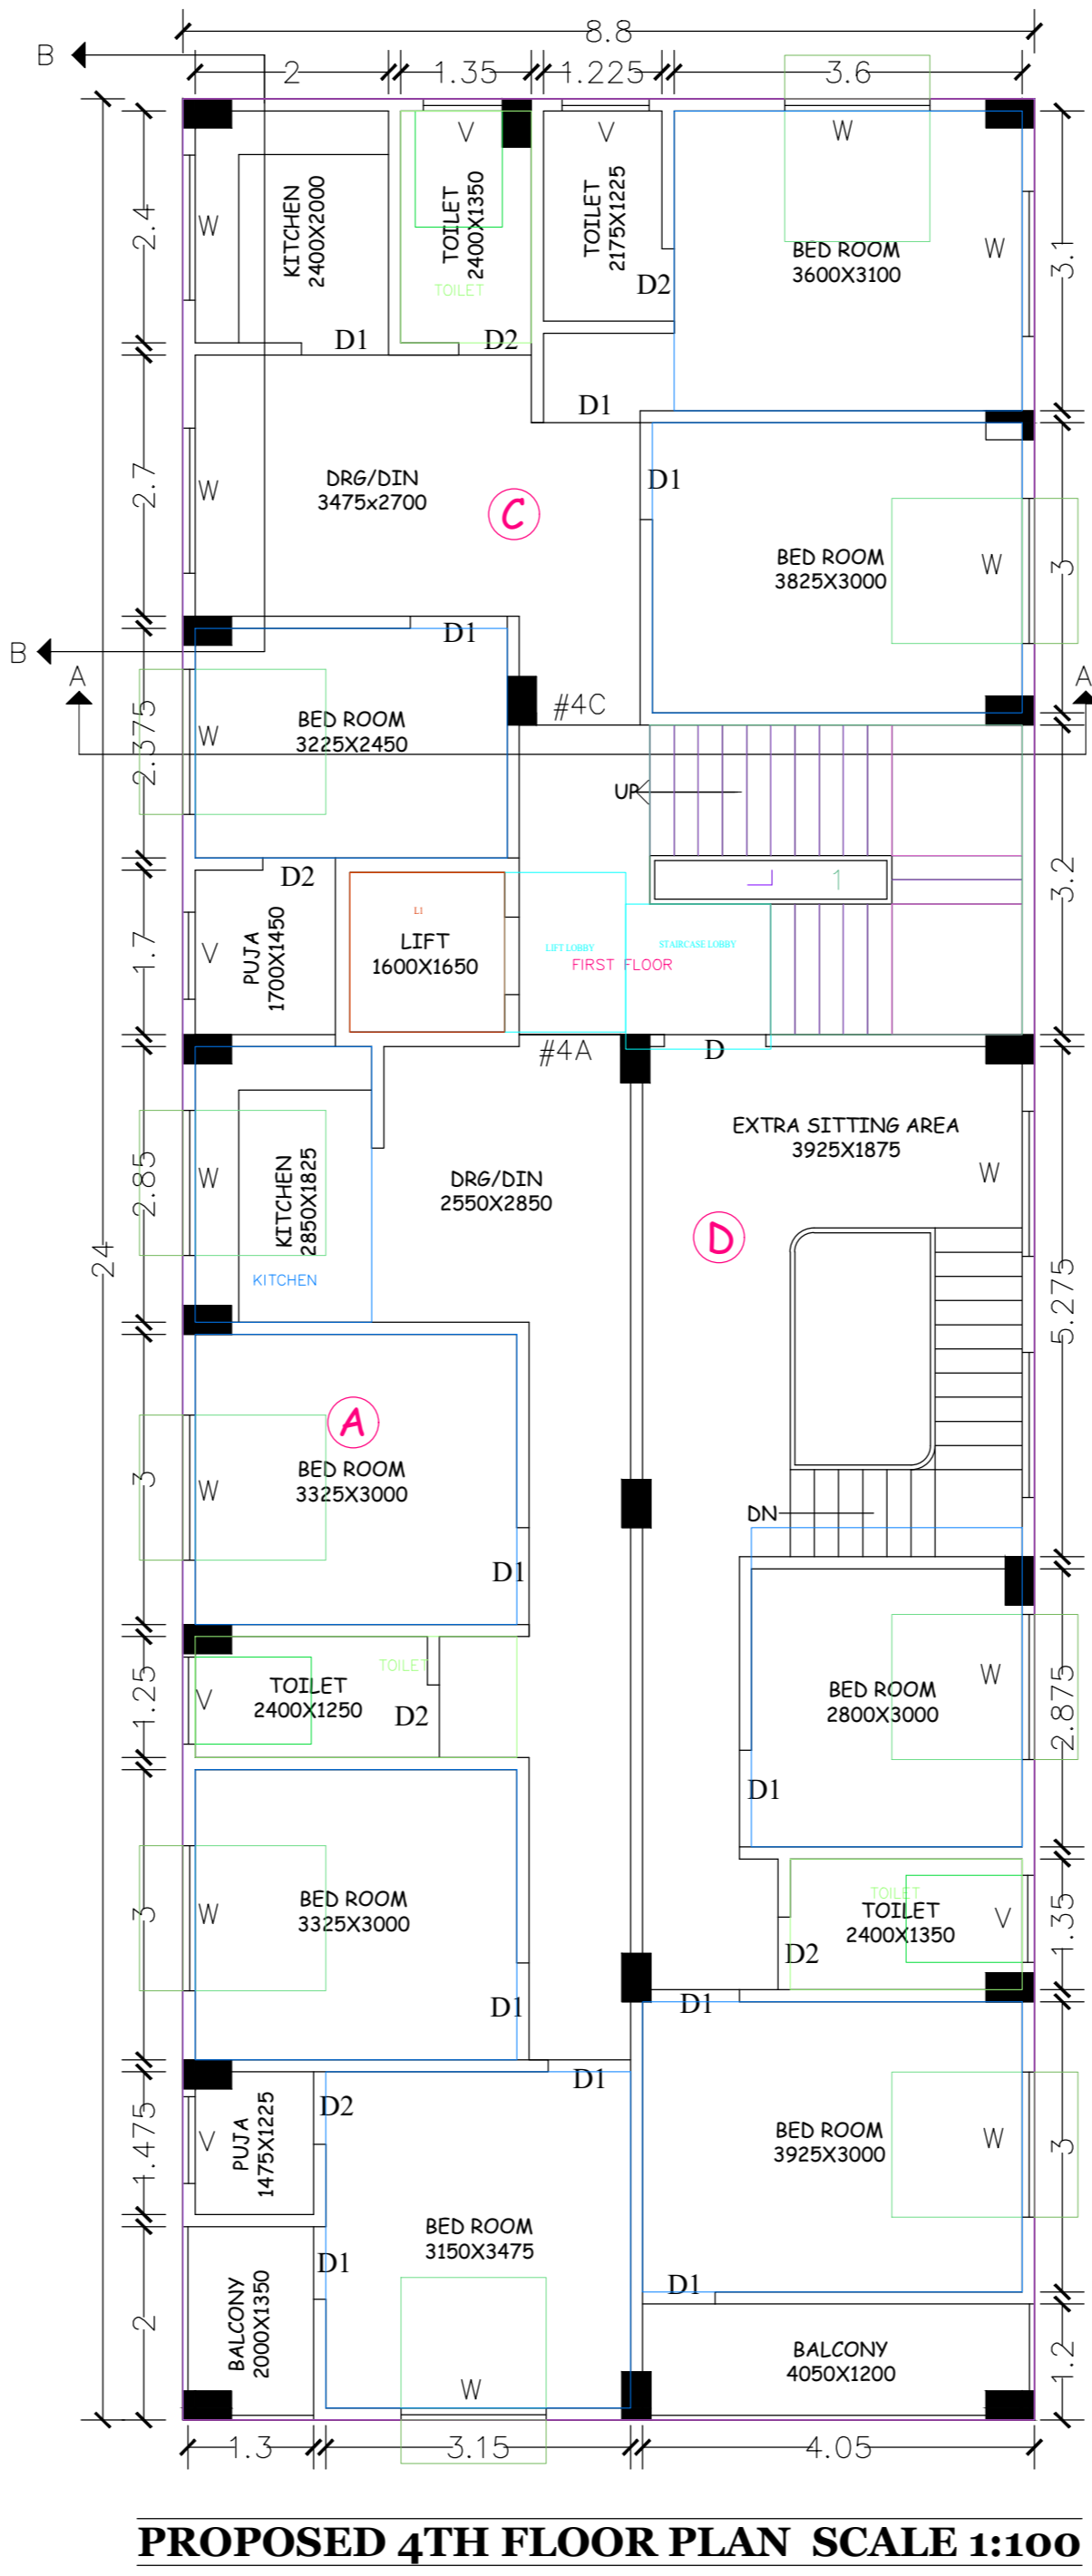 8.8
B
2
1.35
1.225
3.6
V
V
W
W
KITCHEN
2400X2000
TOILET
2400X1350
TOILET
2175X1225
BED ROOM
3600X3100
W
2.4
3.1
TOILET
D2
D1
D2
D1
DRG/DIN
3475x2700
W
C
D1
2.7
BED ROOM
3825X3000
W
3
D1
B
A
A
#4C
BED ROOM
3225X2450
W
2.375
UP
D2
1
3.2
PUJA
1700X1450
V
1.7
L1
LIFT
1600X1650
LIFT LOBBY
STAIRCASE LOBBY
FIRST FLOOR
#4A
D
EXTRA SITTING AREA
3925X1875
W
W
KITCHEN
2850X1825
2.85
DRG/DIN
2550X2850
D
24
KITCHEN
5.275
A
BED ROOM
3325X3000
W
3
DN
D1
TOILET
TOILET
2400X1250
V
D2
1.25
BED ROOM
2800X3000
W
2.875
D1
BED ROOM
3325X3000
W
3
TOILET
TOILET
2400X1350
V
1.35
D2
D1
D1
D1
D2
PUJA
1475X1225
V
1.475
BED ROOM
3925X3000
W
3
BED ROOM
3150X3475
D1
D1
BALCONY
2000X1350
2
BALCONY
4050X1200
1.2
W
1.3
3.15
4.05
PROPOSED 4TH FLOOR PLAN SCALE 1:100